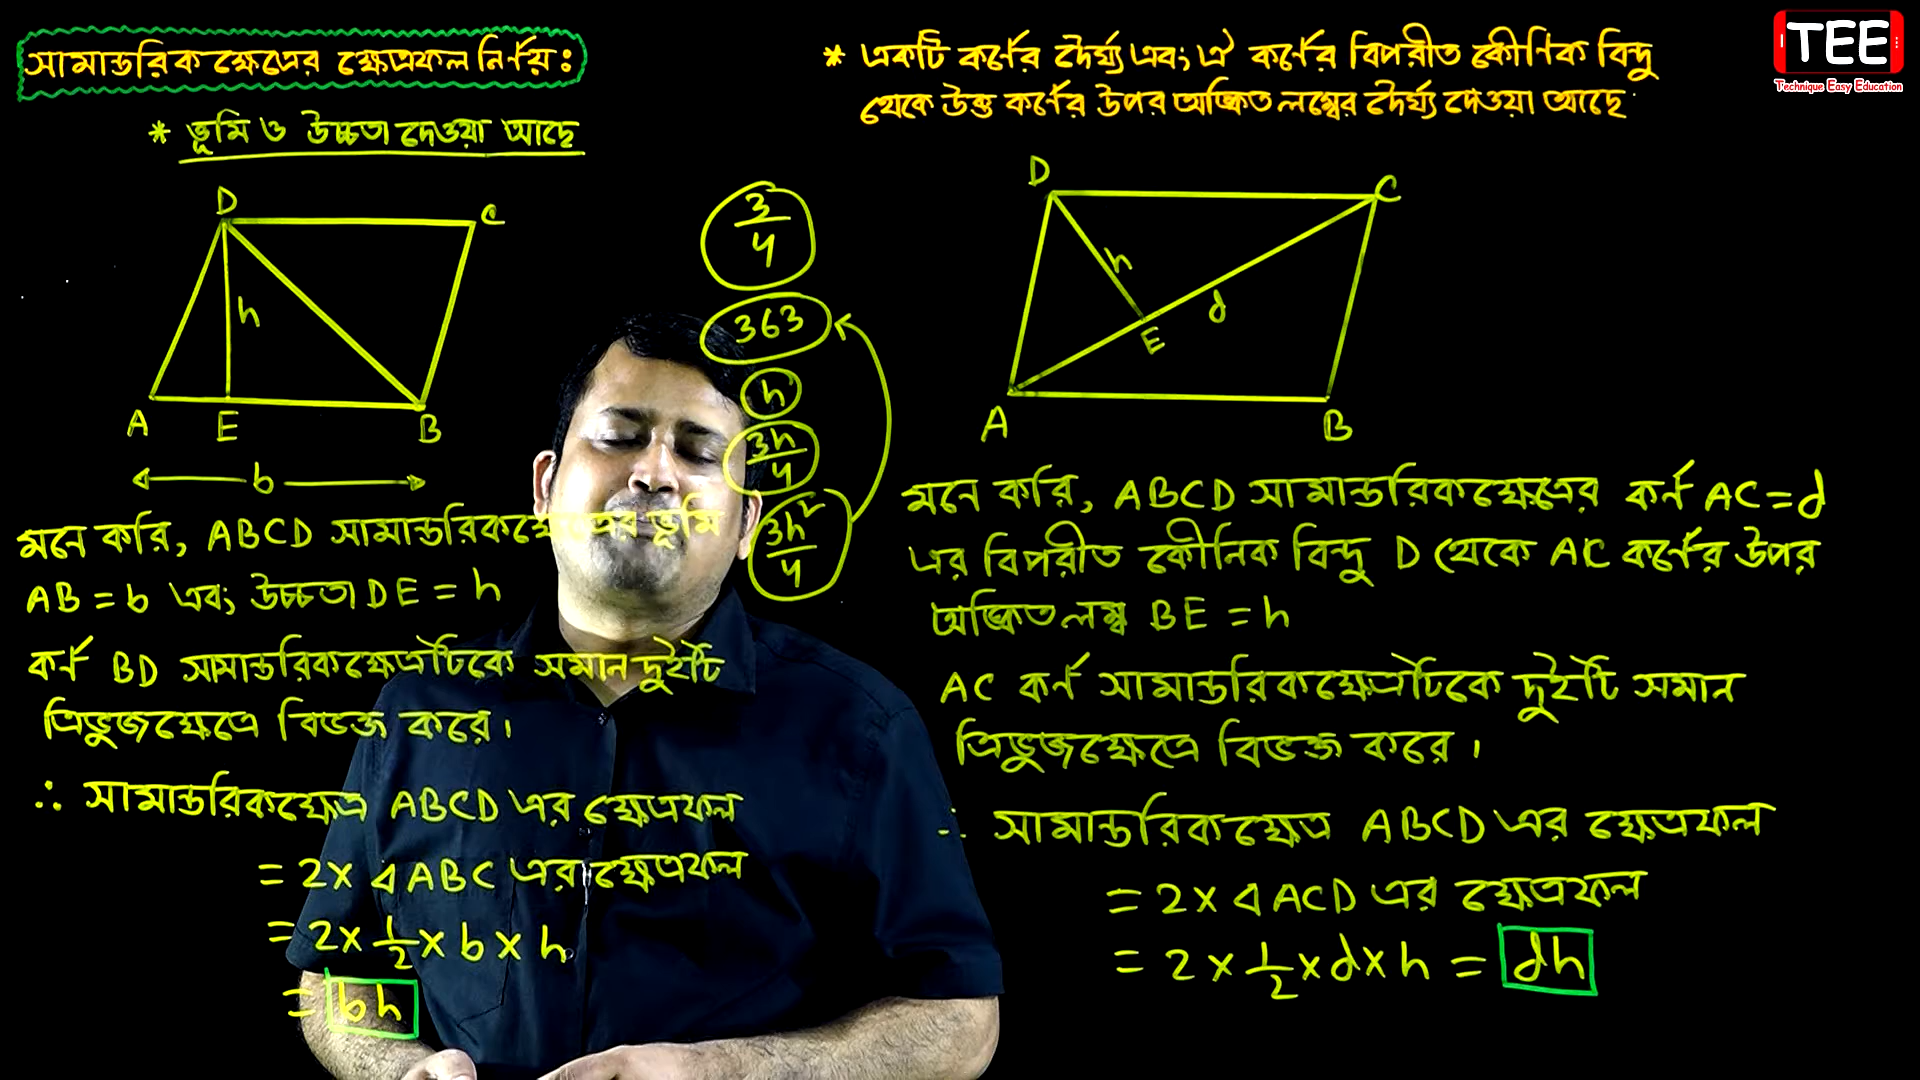 সামান্তরিকক্ষেত্রের ক্ষেত্রফল নির্ণয়ঃ
* ভূমি ও উচ্চতা দেওয়া আছে
D
C
h
A
E
B
b
মনে করি, ABCD সামান্তরিকক্ষেত্রের ভূমি
AB = b এবং উচ্চতা DE = h
কর্ণ BD সামান্তরিকক্ষেত্রটিকে সমান দুইটি
ত্রিভুজক্ষেত্রে বিভক্ত করে।
∴ সামান্তরিকক্ষেত্র ABCD এর ক্ষেত্রফল
= 2 × ⊲ ABC এর ক্ষেত্রফল
= 2 × 1/2 × b × h
= bh
3/4
363
h
3h/4
3h²/4
* একটি কর্ণের দৈর্ঘ্য এবং ঐ কর্ণের বিপরীত কৌণিক বিন্দু
থেকে উক্ত কর্ণের উপর অঙ্কিত লম্বের দৈর্ঘ্য দেওয়া আছে
D
C
h
d
E
A
B
মনে করি, ABCD সামান্তরিকক্ষেত্রের কর্ণ AC = d
এর বিপরীত কৌনিক বিন্দু D থেকে AC কর্ণের উপর
অঙ্কিত লম্ব BE = h
AC কর্ণ সামান্তরিকক্ষেত্রটিকে দুইটি সমান
ত্রিভুজক্ষেত্রে বিভক্ত করে।
∴ সামান্তরিকক্ষেত্র ABCD এর ক্ষেত্রফল
= 2 × ⊲ ACD এর ক্ষেত্রফল
= 2 × 1/2 × d × h = dh
TEE
Technique Easy Education